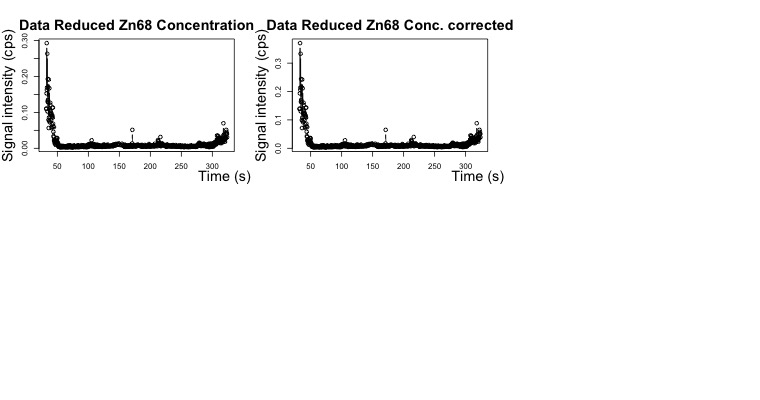 Data Reduced Zn68 Concentration
Signal intensity (cps)
0.00 0.10 0.20 0.30
50 100 150 200 250 300
Time (s)
Data Reduced Zn68 Conc. corrected
Signal intensity (cps)
0.0 0.1 0.2 0.3
50 100 150 200 250 300
Time (s)